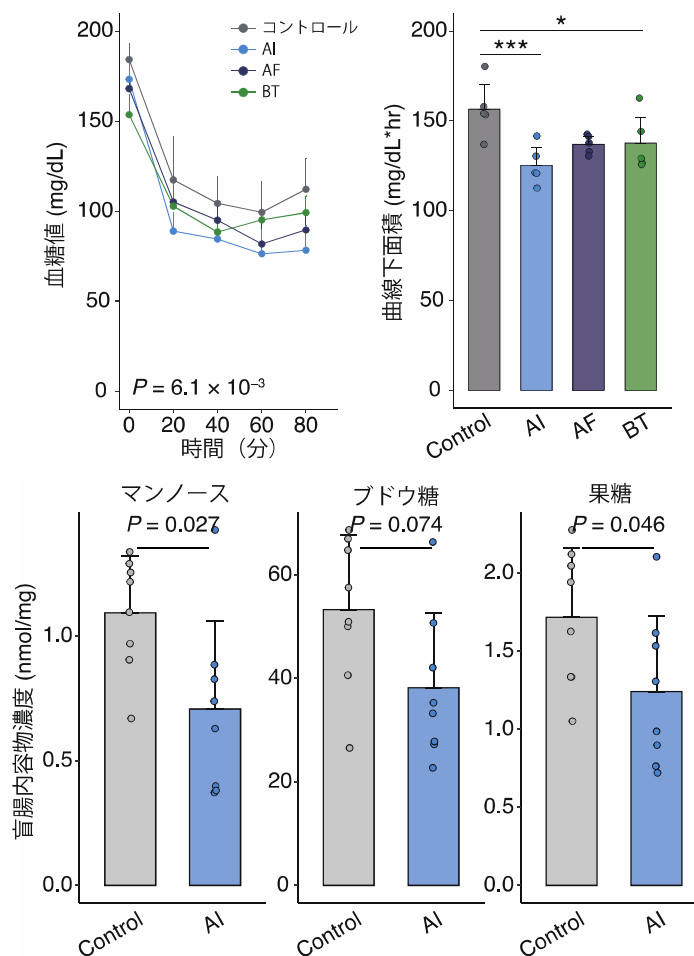 コントロール
AI
AF
BT
血糖値 (mg/dL)
200
150
100
50
0
P = 6.1 × 10⁻³
0 20 40 60 80
時間（分）
*
***
曲線下面積 (mg/dL*hr)
200
150
100
50
0
Control AI AF BT
盲腸内容物濃度 (nmol/mg)
マンノース
P = 0.027
1.0
0.5
0.0
Control AI
ブドウ糖
P = 0.074
60
40
20
0
Control AI
果糖
P = 0.046
2.0
1.5
1.0
0.5
0.0
Control AI